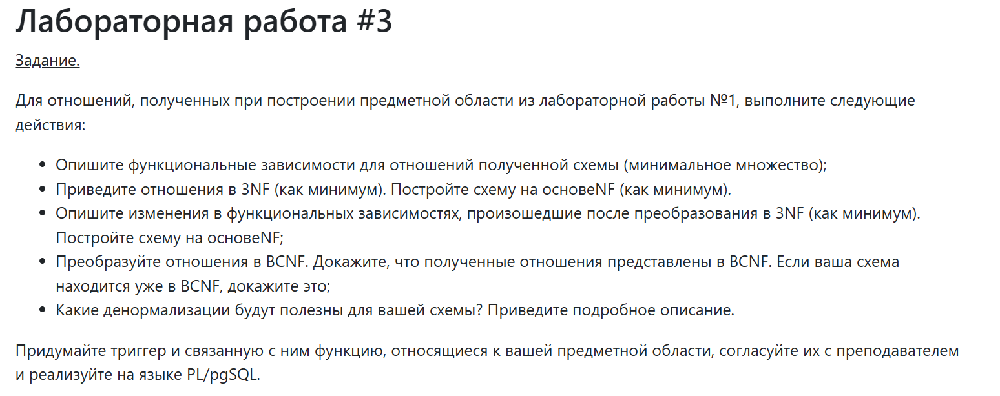 Лабораторная работа #3
Задание.
Для отношений, полученных при построении предметной области из лабораторной работы №1, выполните следующие
действия:
• Опишите функциональные зависимости для отношений полученной схемы (минимальное множество);
• Приведите отношения в 3NF (как минимум). Постройте схему на основеNF (как минимум).
• Опишите изменения в функциональных зависимостях, произошедшие после преобразования в 3NF (как минимум).
Постройте схему на основеNF;
• Преобразуйте отношения в BCNF. Докажите, что полученные отношения представлены в BCNF. Если ваша схема
находится уже в BCNF, докажите это;
• Какие денормализации будут полезны для вашей схемы? Приведите подробное описание.
Придумайте триггер и связанную с ним функцию, относящиеся к вашей предметной области, согласуйте их с преподавателем
и реализуйте на языке PL/pgSQL.